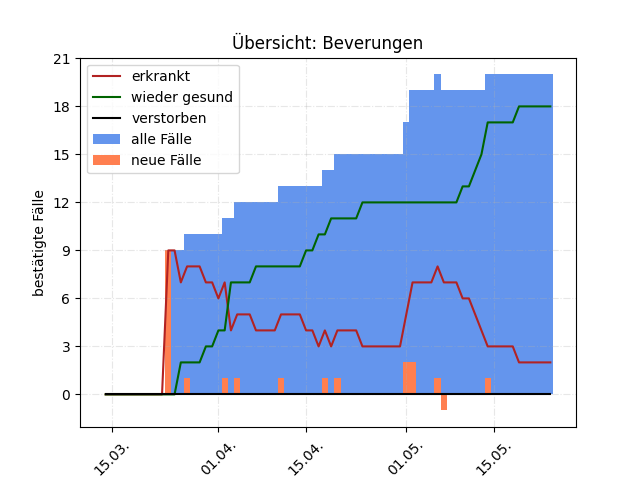 Übersicht: Beverungen
bestätigte Fälle
21
18
15
12
9
6
3
0
erkrankt
wieder gesund
verstorben
alle Fälle
neue Fälle
15.03.
01.04.
15.04.
01.05.
15.05.